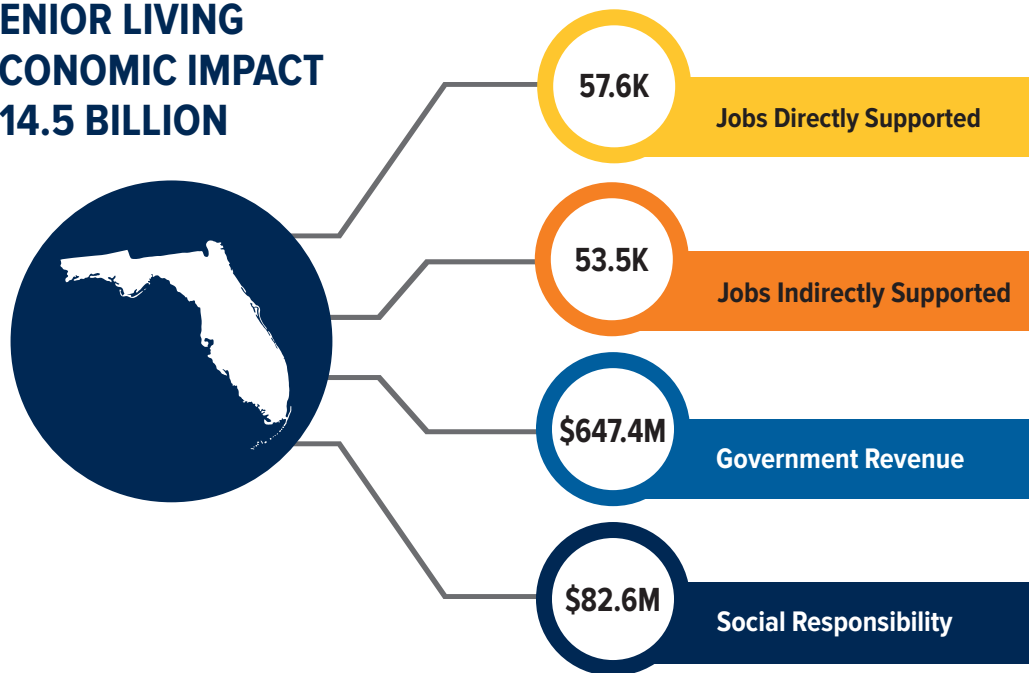 ENIOR LIVING
CONOMIC IMPACT
14.5 BILLION
57.6K
Jobs Directly Supported
53.5K
Jobs Indirectly Supported
$647.4M
Government Revenue
$82.6M
Social Responsibility